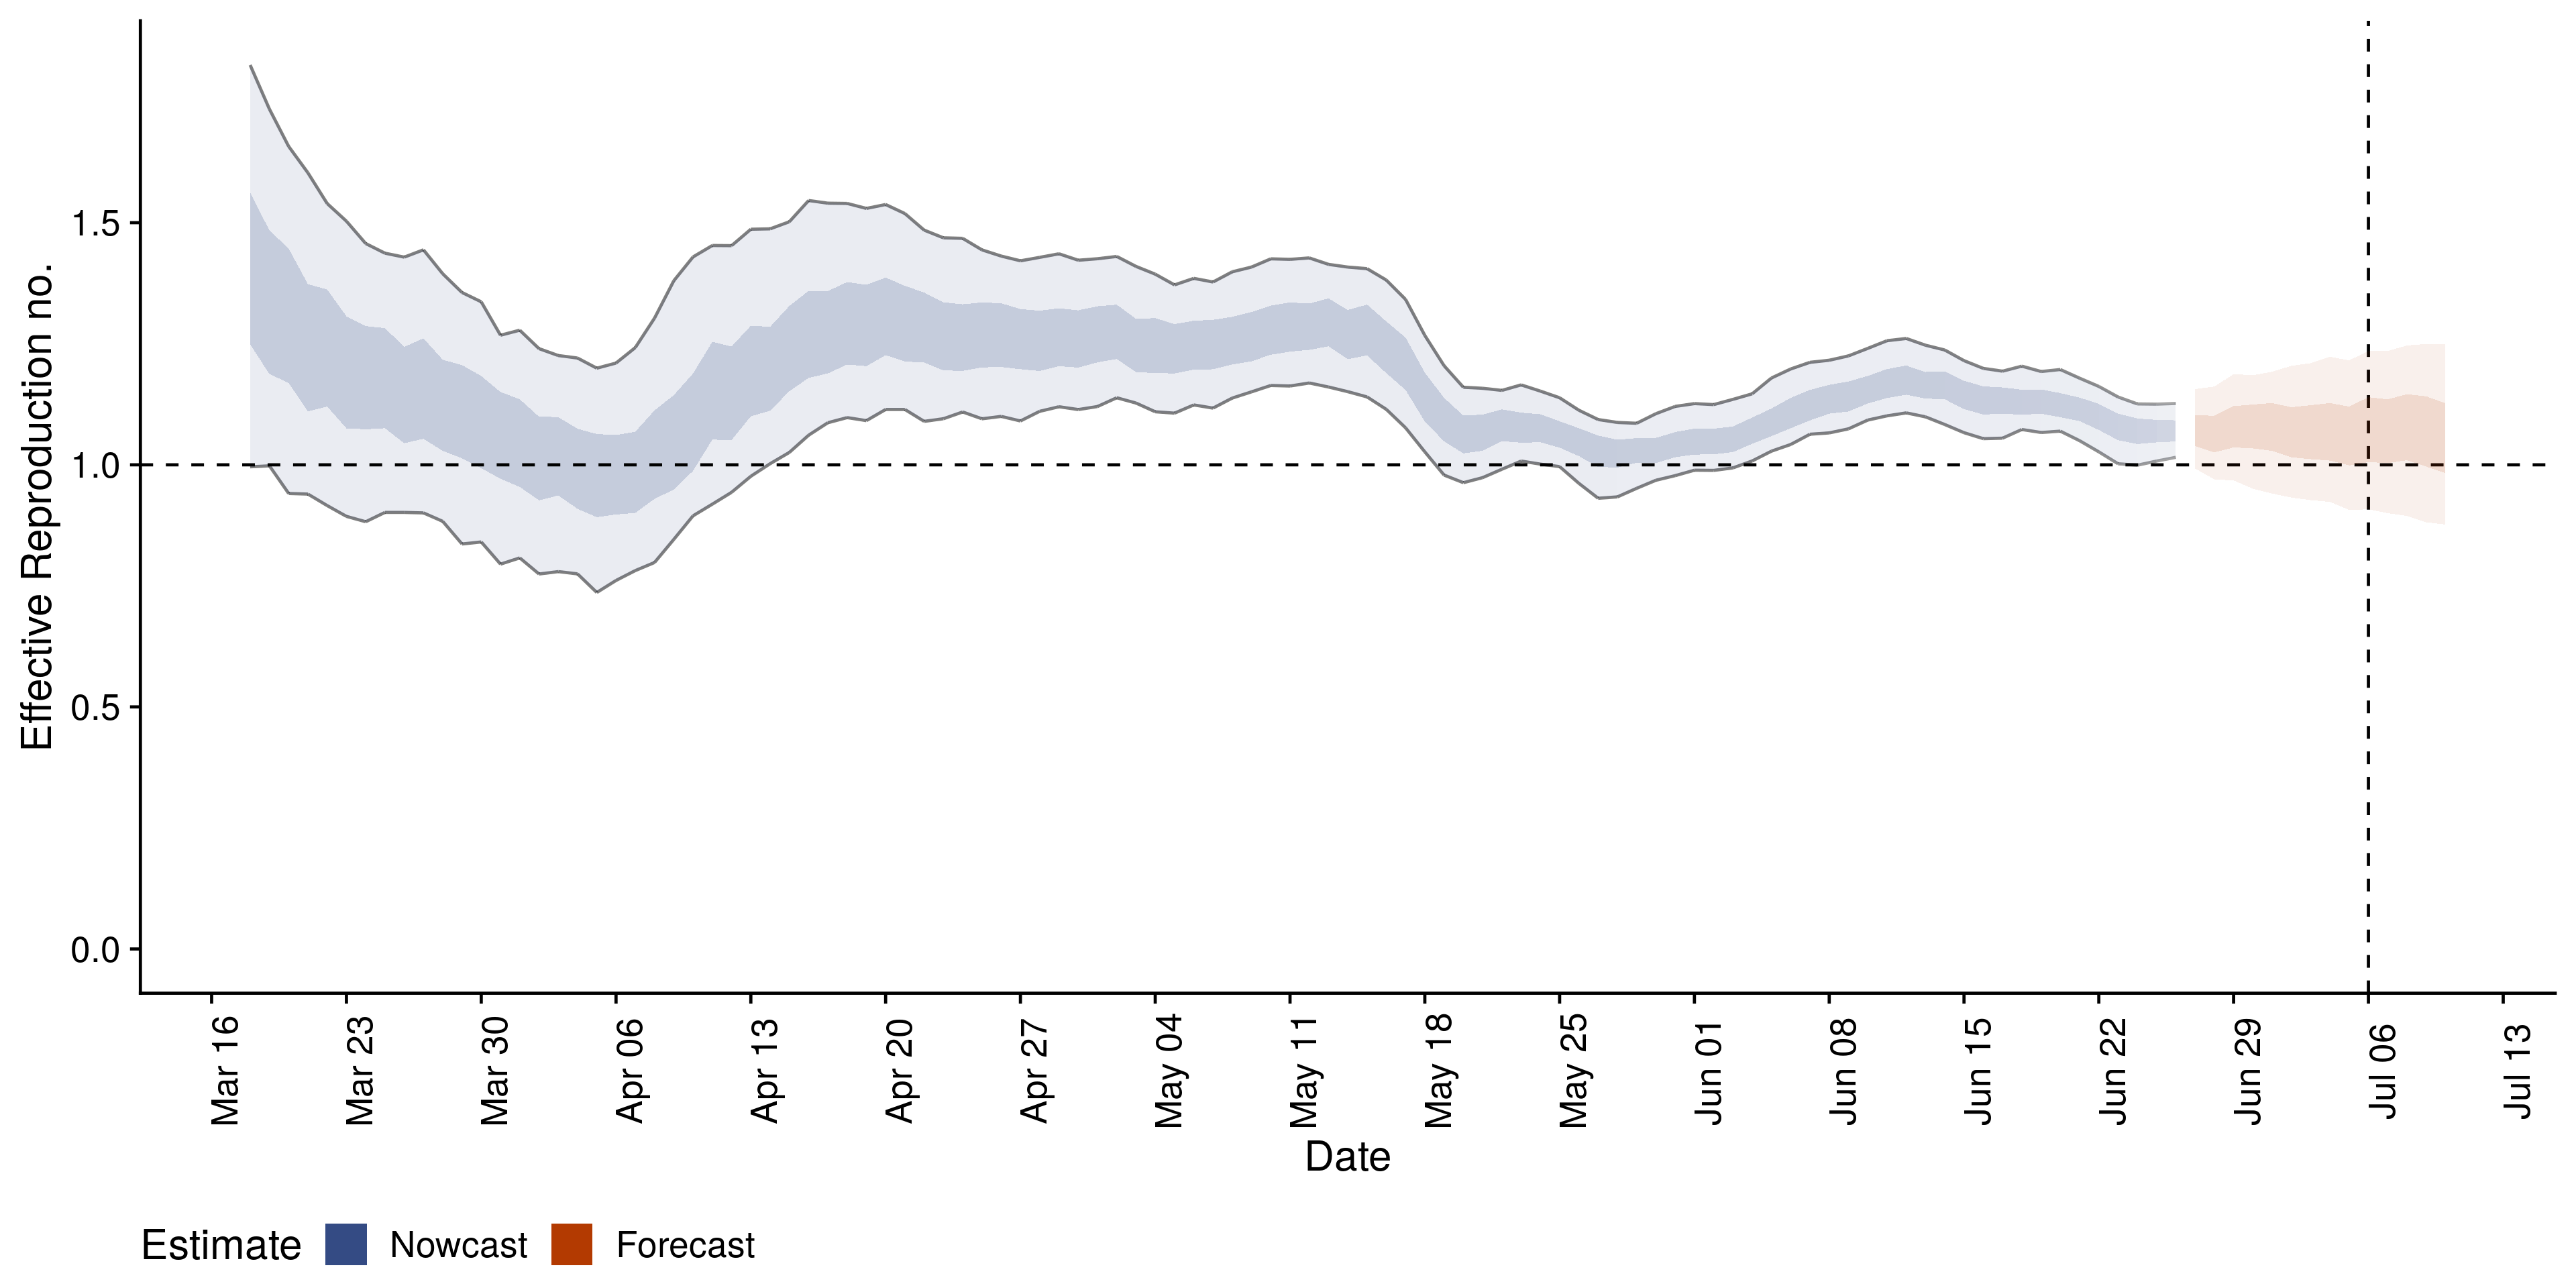 Effective Reproduction no.
1.5
1.0
0.5
0.0
Mar 16
Mar 23
Mar 30
Apr 06
Apr 13
Apr 20
Apr 27
May 04
May 11
May 18
May 25
Jun 01
Jun 08
Jun 15
Jun 22
Jun 29
Jul 06
Jul 13
Date
Estimate Nowcast Forecast